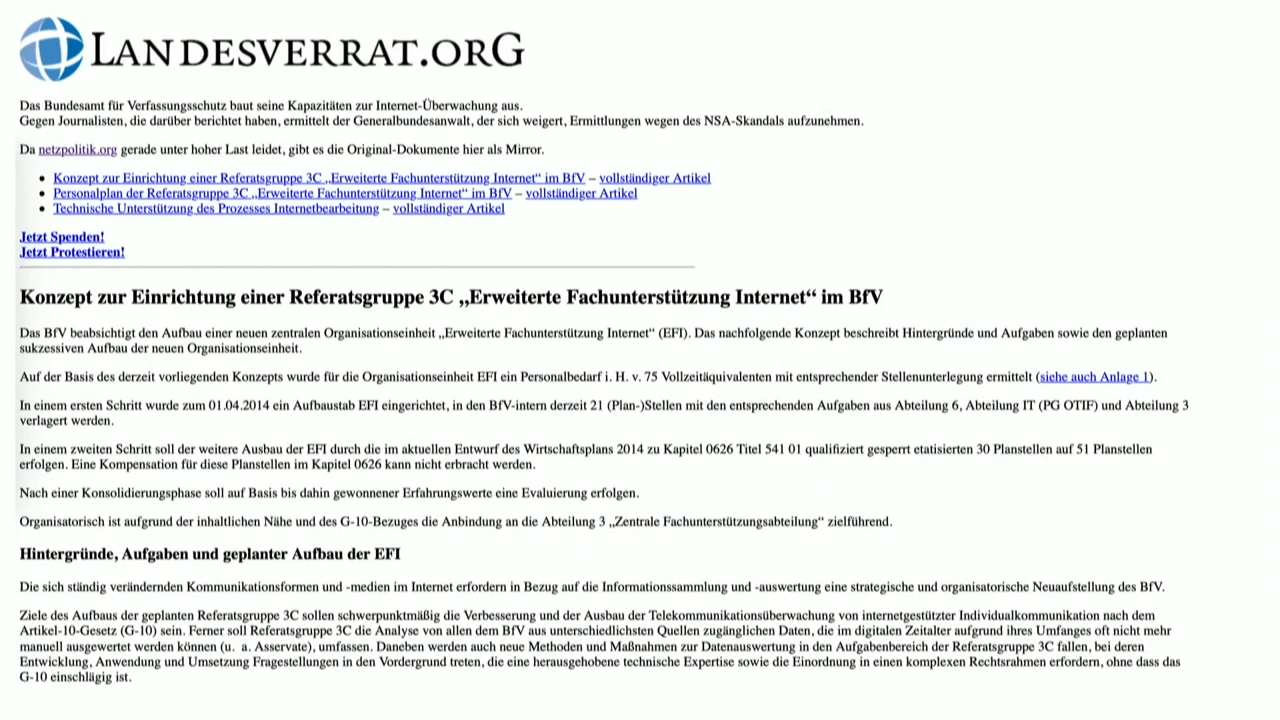 LANDESVERRAT.ORG
Das Bundesamt für Verfassungsschutz baut seine Kapazitäten zur Internet-Überwachung aus.
Gegen Journalisten, die darüber berichtet haben, ermittelt der Generalbundesanwalt, der sich weigert, Ermittlungen wegen des NSA-Skandals aufzunehmen.
Da netzpolitik.org gerade unter hoher Last leidet, gibt es die Original-Dokumente hier als Mirror.
• Konzept zur Einrichtung einer Referatsgruppe 3C „Erweiterte Fachunterstützung Internet“ im BfV – vollständiger Artikel
• Personalplan der Referatsgruppe 3C „Erweiterte Fachunterstützung Internet“ im BfV – vollständiger Artikel
• Technische Unterstützung des Prozesses Internetbearbeitung – vollständiger Artikel
Jetzt Spenden!
Jetzt Protestieren!
Konzept zur Einrichtung einer Referatsgruppe 3C „Erweiterte Fachunterstützung Internet“ im BfV
Das BfV beabsichtigt den Aufbau einer neuen zentralen Organisationseinheit „Erweiterte Fachunterstützung Internet“ (EFI). Das nachfolgende Konzept beschreibt Hintergründe und Aufgaben sowie den geplanten
sukzessiven Aufbau der neuen Organisationseinheit.
Auf der Basis des derzeit vorliegenden Konzepts wurde für die Organisationseinheit EFI ein Personalbedarf i. H. v. 75 Vollzeitäquivalenten mit entsprechender Stellenunterlegung ermittelt (siehe auch Anlage 1).
In einem ersten Schritt wurde zum 01.04.2014 ein Aufbaustab EFI eingerichtet, in den BfV-intern derzeit 21 (Plan-)Stellen mit den entsprechenden Aufgaben aus Abteilung 6, Abteilung IT (PG OTIF) und Abteilung 3
verlagert werden.
In einem zweiten Schritt soll der weitere Ausbau der EFI durch die im aktuellen Entwurf des Wirtschaftsplans 2014 zu Kapitel 0626 Titel 541 01 qualifiziert gesperrt etatisierten 30 Planstellen auf 51 Planstellen
erfolgen. Eine Kompensation für diese Planstellen im Kapitel 0626 kann nicht erbracht werden.
Nach einer Konsolidierungsphase soll auf Basis bis dahin gewonnener Erfahrungswerte eine Evaluierung erfolgen.
Organisatorisch ist aufgrund der inhaltlichen Nähe und des G-10-Bezuges die Anbindung an die Abteilung 3 „Zentrale Fachunterstützungsabteilung“ zielführend.
Hintergründe, Aufgaben und geplanter Aufbau der EFI
Die sich ständig verändernden Kommunikationsformen und -medien im Internet erfordern in Bezug auf die Informationssammlung und -auswertung eine strategische und organisatorische Neuaufstellung des BfV.
Ziele des Aufbaus der geplanten Referatsgruppe 3C sollen schwerpunktmäßig die Verbesserung und der Ausbau der Telekommunikationsüberwachung von internetgestützter Individualkommunikation nach dem
Artikel-10-Gesetz (G-10) sein. Ferner soll Referatsgruppe 3C die Analyse von allen dem BfV aus unterschiedlichsten Quellen zugänglichen Daten, die im digitalen Zeitalter aufgrund ihres Umfanges oft nicht mehr
manuell ausgewertet werden können (u. a. Asservate), umfassen. Daneben werden auch neue Methoden und Maßnahmen zur Datenauswertung in den Aufgabenbereich der Referatsgruppe 3C fallen, bei deren
Entwicklung, Anwendung und Umsetzung Fragestellungen in den Vordergrund treten, die eine herausgehobene technische Expertise sowie die Einordnung in einen komplexen Rechtsrahmen erfordern, ohne dass das
G-10 einschlägig ist.